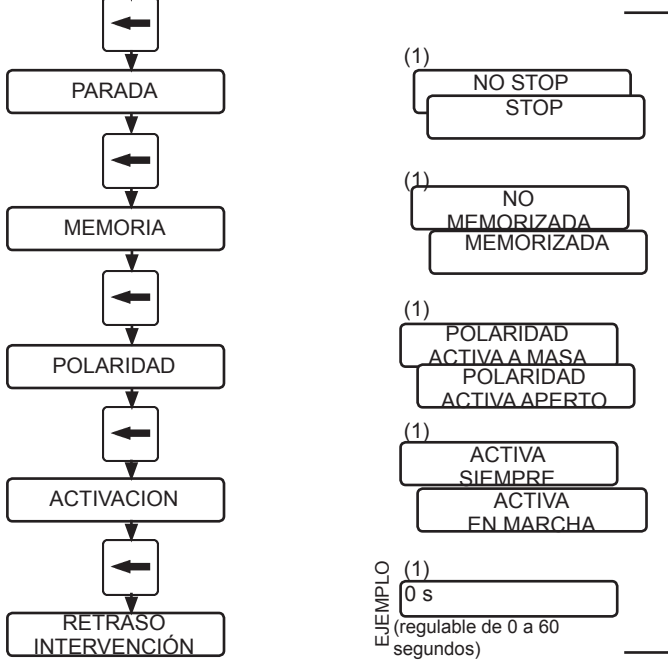 (1)
PARADA
NO STOP
STOP
(1)
MEMORIA
NO
MEMORIZADA
MEMORIZADA
(1)
POLARIDAD
POLARIDAD
ACTIVA A MASA
POLARIDAD
ACTIVA APERTO
(1)
ACTIVACION
ACTIVA
SIEMPRE
ACTIVA
EN MARCHA
RETRASO
INTERVENCIÓN
EJEMPLO
(1)
0 s
(regulable de 0 a 60
segundos)